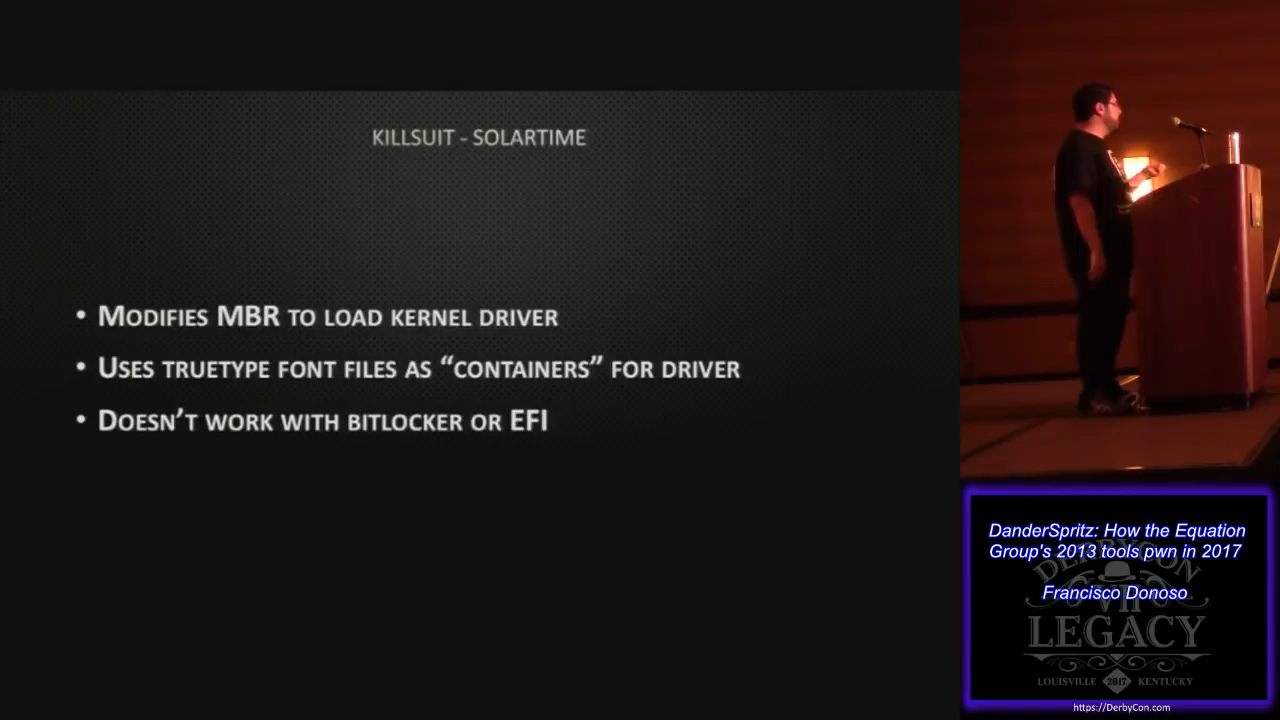 KILLSUIT - SOLARTIME
• MODIFIES MBR TO LOAD KERNEL DRIVER
• USES TRUETYPE FONT FILES AS “CONTAINERS” FOR DRIVER
• DOESN’T WORK WITH BITLOCKER OR EFI
DanderSpritz: How the Equation
Group's 2013 tools pwn in 2017
Francisco Donoso
DERBYCON
VII
LEGACY
LOUISVILLE 2017 KENTUCKY
https://DerbyCon.com